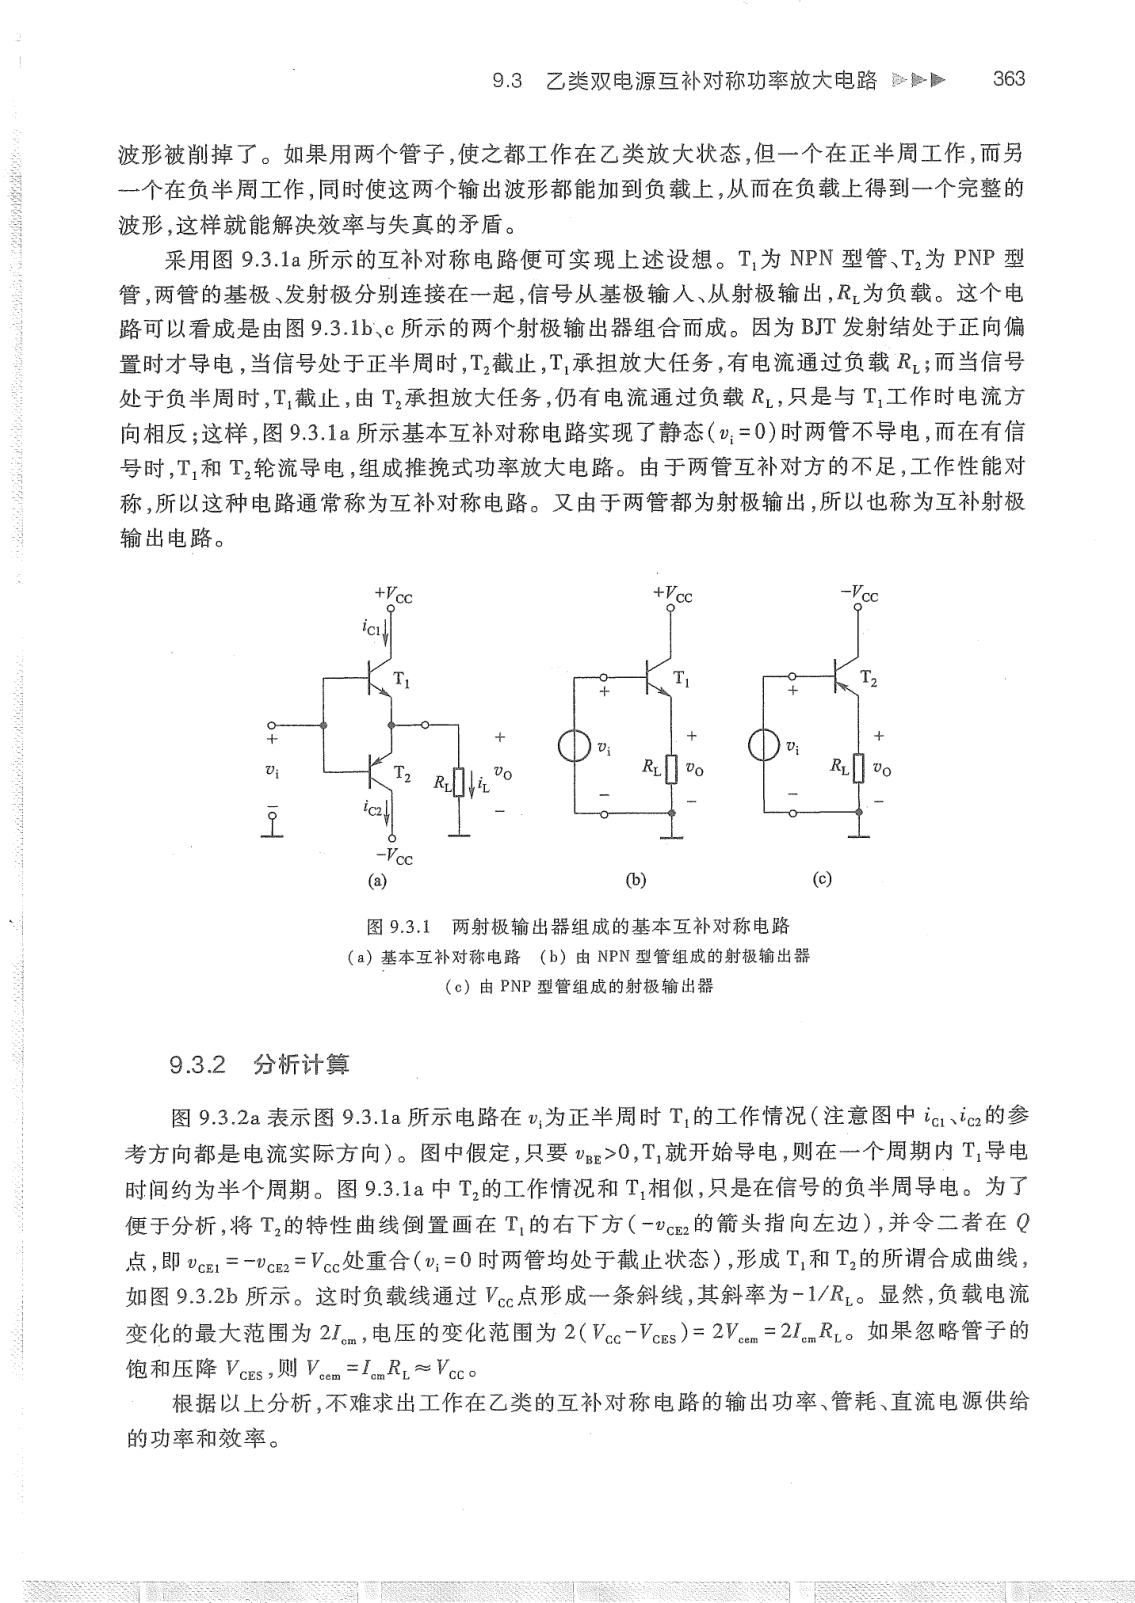 9.3 乙类双电源互补对称功率放大电路 363
波形被削掉了。如果用两个管子,使之都工作在乙类放大状态,但一个在正半周工作,而另
一个在负半周工作,同时使这两个输出波形都能加到负载上,从而在负载上得到一个完整的
波形,这样就能解决效率与失真的矛盾。
采用图 9.3.1a 所示的互补对称电路便可实现上述设想。T₁为 NPN 型管、T₂为 PNP 型
管,两管的基极、发射极分别连接在一起,信号从基极输入、从射极输出,R_L为负载。这个电
路可以看成是由图 9.3.1b、c 所示的两个射极输出器组合而成。因为 BJT 发射结处于正向偏
置时才导电,当信号处于正半周时,T₂截止,T₁承担放大任务,有电流通过负载 R_L;而当信号
处于负半周时,T₁截止,由 T₂承担放大任务,仍有电流通过负载 R_L,只是与 T₁工作时电流方
向相反;这样,图 9.3.1a 所示基本互补对称电路实现了静态(v_i=0)时两管不导电,而在有信
号时,T₁和 T₂轮流导电,组成推挽式功率放大电路。由于两管互补对方的不足,工作性能对
称,所以这种电路通常称为互补对称电路。又由于两管都为射极输出,所以也称为互补射极
输出电路。
+V_CC
i_C1
T₁
+
v_i
−
T₂
i_C2
−V_CC
R_L
i_L
+
v_O
−
(a)
+V_CC
T₁
+
v_i
−
R_L
+
v_O
−
(b)
−V_CC
T₂
+
v_i
−
R_L
+
v_O
−
(c)
图 9.3.1 两射极输出器组成的基本互补对称电路
(a) 基本互补对称电路 (b) 由 NPN 型管组成的射极输出器
(c) 由 PNP 型管组成的射极输出器
9.3.2 分析计算
图 9.3.2a 表示图 9.3.1a 所示电路在 v_i为正半周时 T₁的工作情况(注意图中 i_C1、i_C2的参
考方向都是电流实际方向)。图中假定,只要 v_BE>0,T₁就开始导电,则在一个周期内 T₁导电
时间约为半个周期。图 9.3.1a 中 T₂的工作情况和 T₁相似,只是在信号的负半周导电。为了
便于分析,将 T₂的特性曲线倒置画在 T₁的右下方(−v_CE2的箭头指向左边),并令二者在 Q
点,即 v_CE1=−v_CE2=V_CC处重合(v_i=0 时两管均处于截止状态),形成 T₁和 T₂的所谓合成曲线,
如图 9.3.2b 所示。这时负载线通过 V_CC点形成一条斜线,其斜率为−1/R_L。显然,负载电流
变化的最大范围为 2I_cm,电压的变化范围为 2(V_CC−V_CES)=2V_cem=2I_cmR_L。如果忽略管子的
饱和压降 V_CES,则 V_cem=I_cmR_L≈V_CC。
根据以上分析,不难求出工作在乙类的互补对称电路的输出功率、管耗、直流电源供给
的功率和效率。